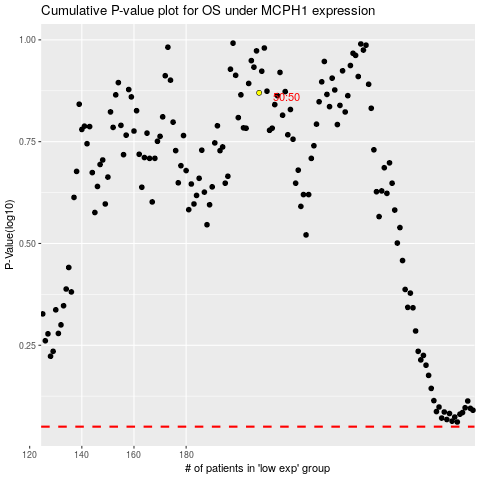 Cumulative P-value plot for OS under MCPH1 expression
P-Value(log10)
1.00
0.75
0.50
0.25
50:50
120 140 160 180
# of patients in 'low exp' group